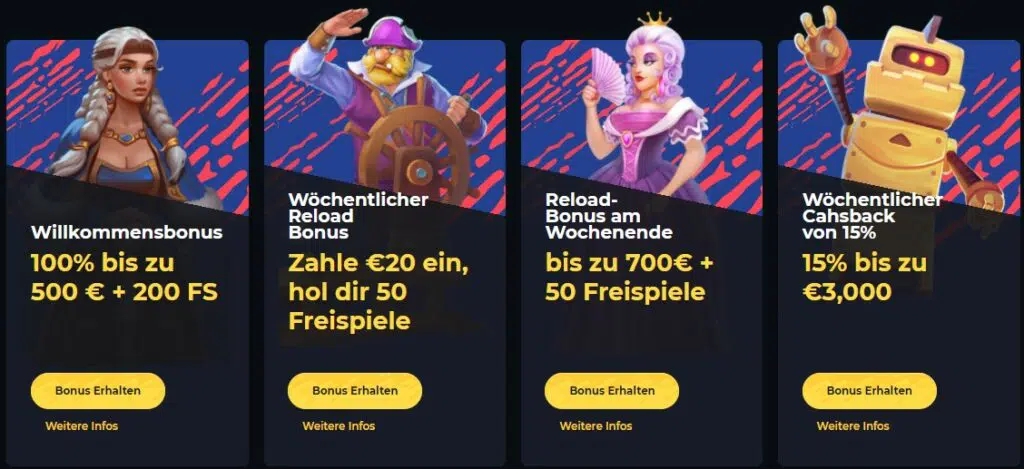 Willkommensbonus
100% bis zu
500 € + 200 FS
Bonus Erhalten
Weitere Infos
Wöchentlicher
Reload
Bonus
Zahle €20 ein,
hol dir 50
Freispiele
Bonus Erhalten
Weitere Infos
Reload-
Bonus am
Wochenende
bis zu 700€ +
50 Freispiele
Bonus Erhalten
Weitere Infos
Wöchentlicher
Cahsback
von 15%
15% bis zu
€3,000
Bonus Erhalten
Weitere Infos